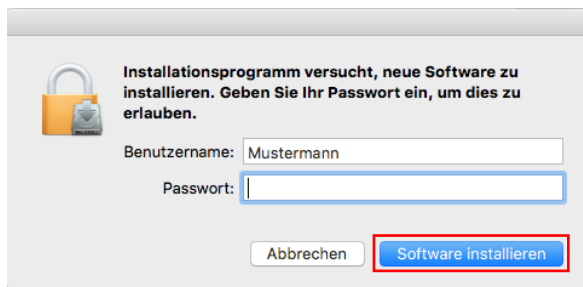 Installationsprogramm versucht, neue Software zu
installieren. Geben Sie Ihr Passwort ein, um dies zu
erlauben.
Benutzername: Mustermann
Passwort:
Abbrechen Software installieren